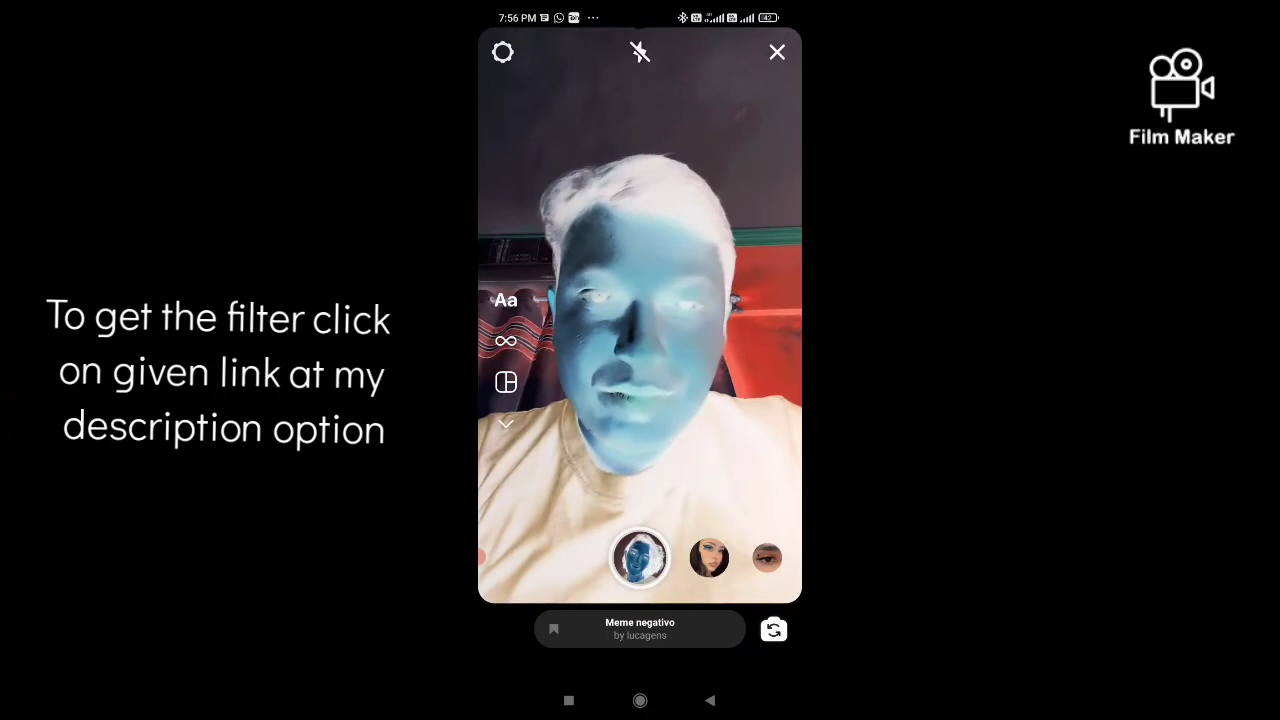 7:56 PM
Aa
To get the filter click
on given link at my
description option
Film Maker
Meme negativo
by lucagens
42